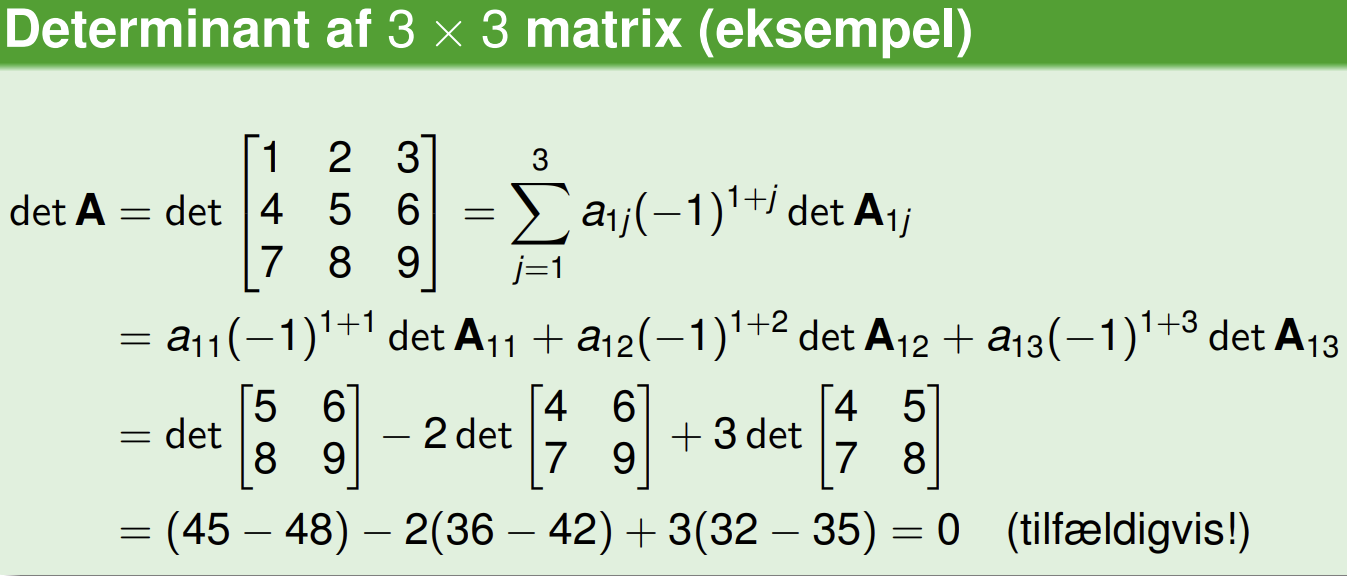 Determinant af 3 × 3 matrix (eksempel)
det A = det [1 2 3; 4 5 6; 7 8 9] = ∑_{j=1}^{3} a_{1j}(−1)^{1+j} det A_{1j}
= a_{11}(−1)^{1+1} det A_{11} + a_{12}(−1)^{1+2} det A_{12} + a_{13}(−1)^{1+3} det A_{13}
= det [5 6; 8 9] − 2 det [4 6; 7 9] + 3 det [4 5; 7 8]
= (45 − 48) − 2(36 − 42) + 3(32 − 35) = 0 (tilfældigvis!)